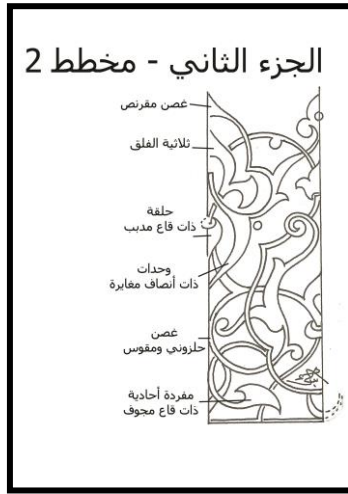 الجزء الثاني - مخطط 2
غصن مقرنص
ثلاثية الفلق
حلقة
ذات قاع مدبب
وحدات
ذات أنصاف مغايرة
غصن
حلزوني ومقوس
مفردة أحادية
ذات قاع مجوف